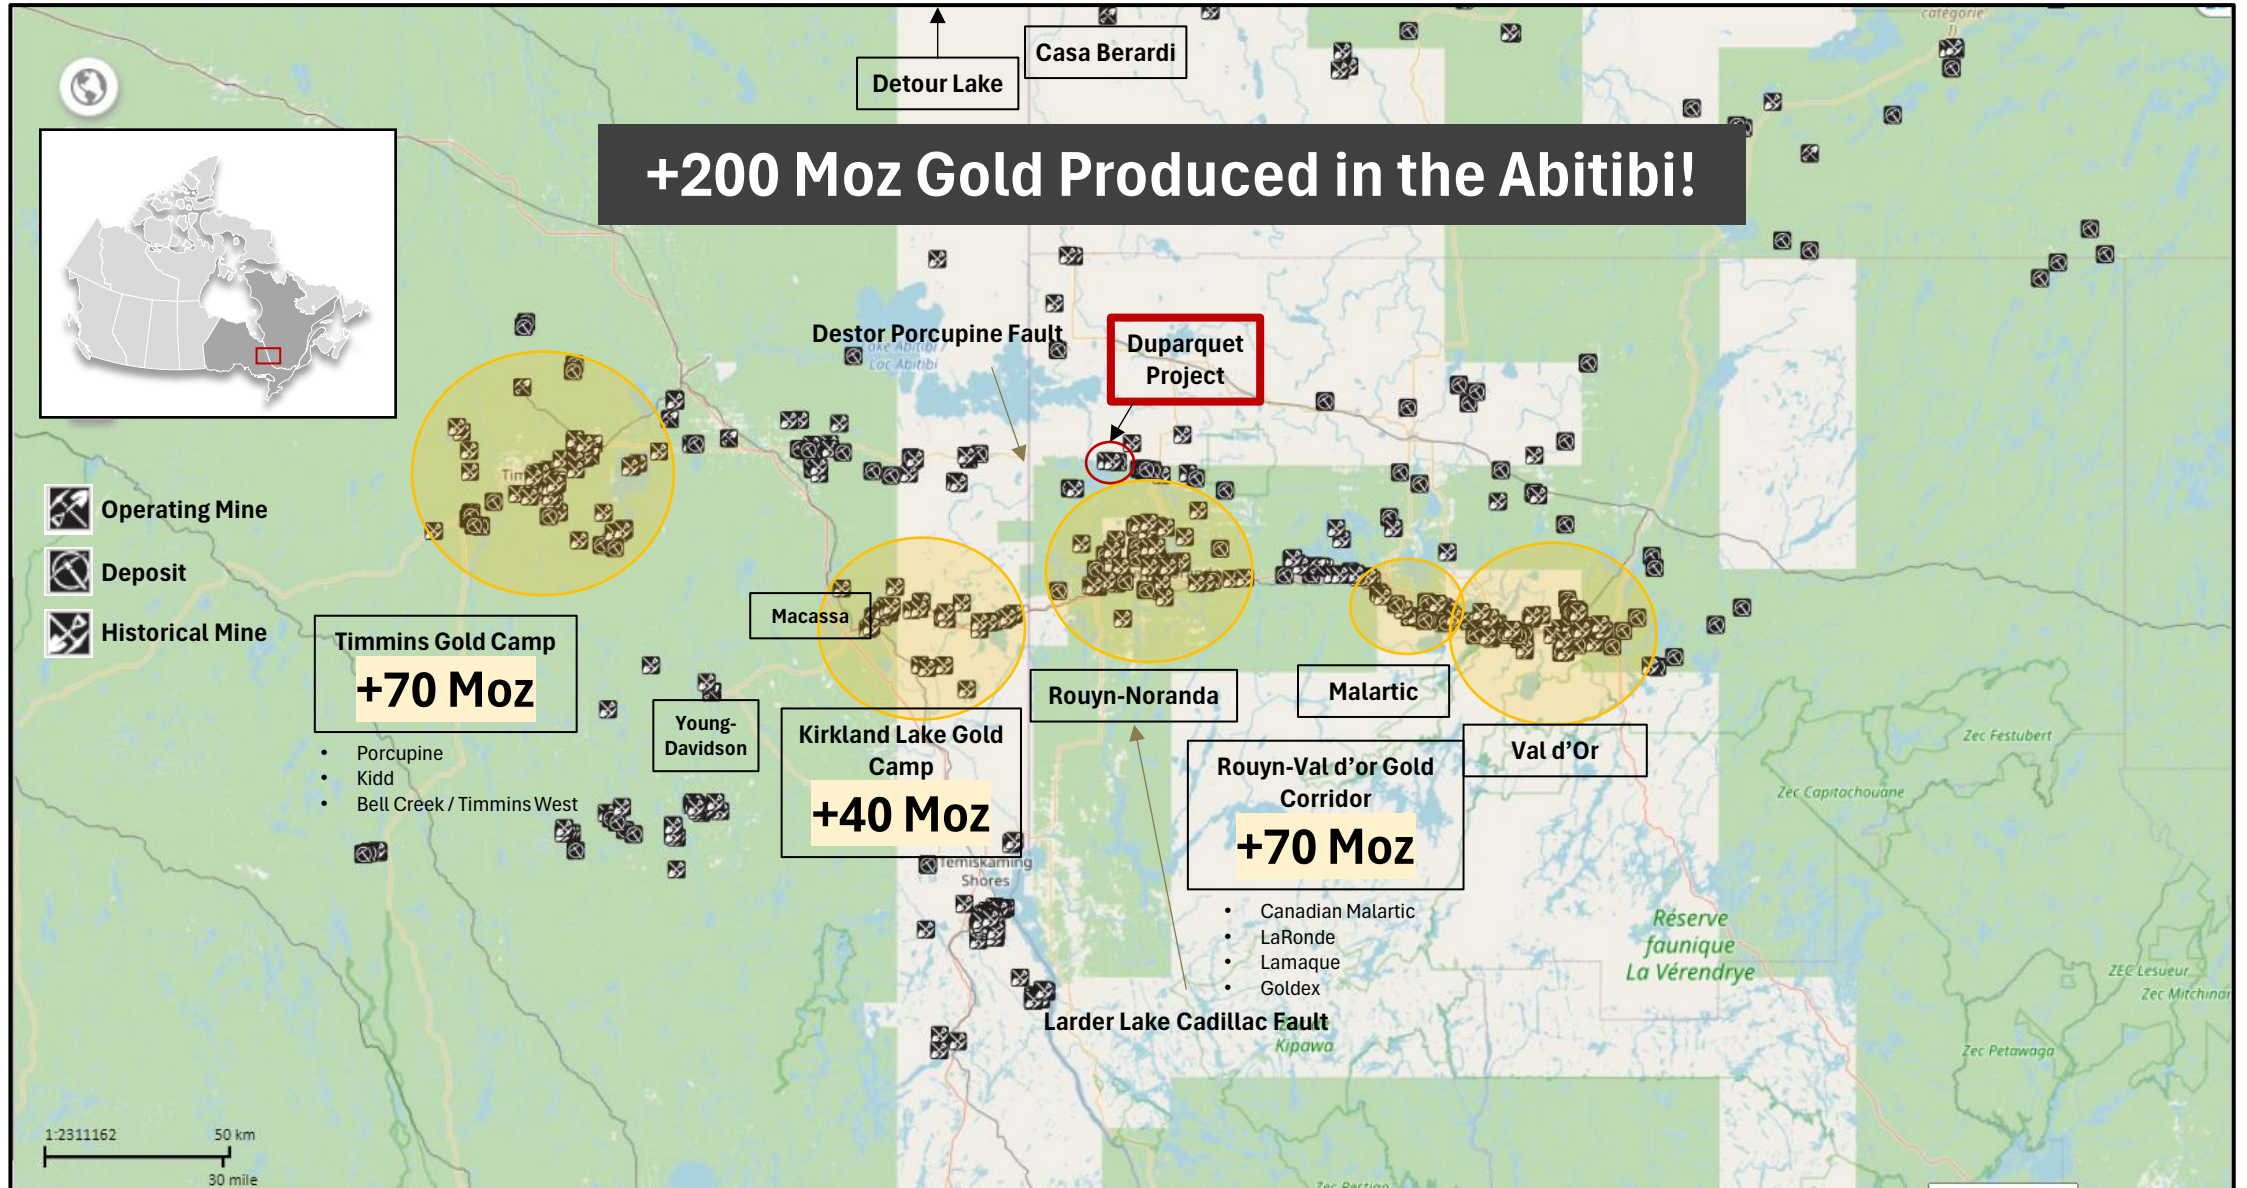 catégorie
Detour Lake
Casa Berardi
+200 Moz Gold Produced in the Abitibi!
Destor Porcupine Fault
Lac Abitibi
Duparquet
Project
Operating Mine
Deposit
Historical Mine
Macassa
Timmins Gold Camp
+70 Moz
Porcupine
Kidd
Bell Creek / Timmins West
Young-
Davidson
Kirkland Lake Gold
Camp
+40 Moz
Rouyn-Noranda
Malartic
Val d’Or
Rouyn-Val d’or Gold
Corridor
+70 Moz
Canadian Malartic
LaRonde
Lamaque
Goldex
Larder Lake Cadillac Fault
Kipawa
Temiskaming
Shores
Zec Festubert
Zec Capitachouane
Réserve
faunique
La Vérendrye
ZEC Lesueur
Zec Petawaga
1:2311162
50 km
30 mile